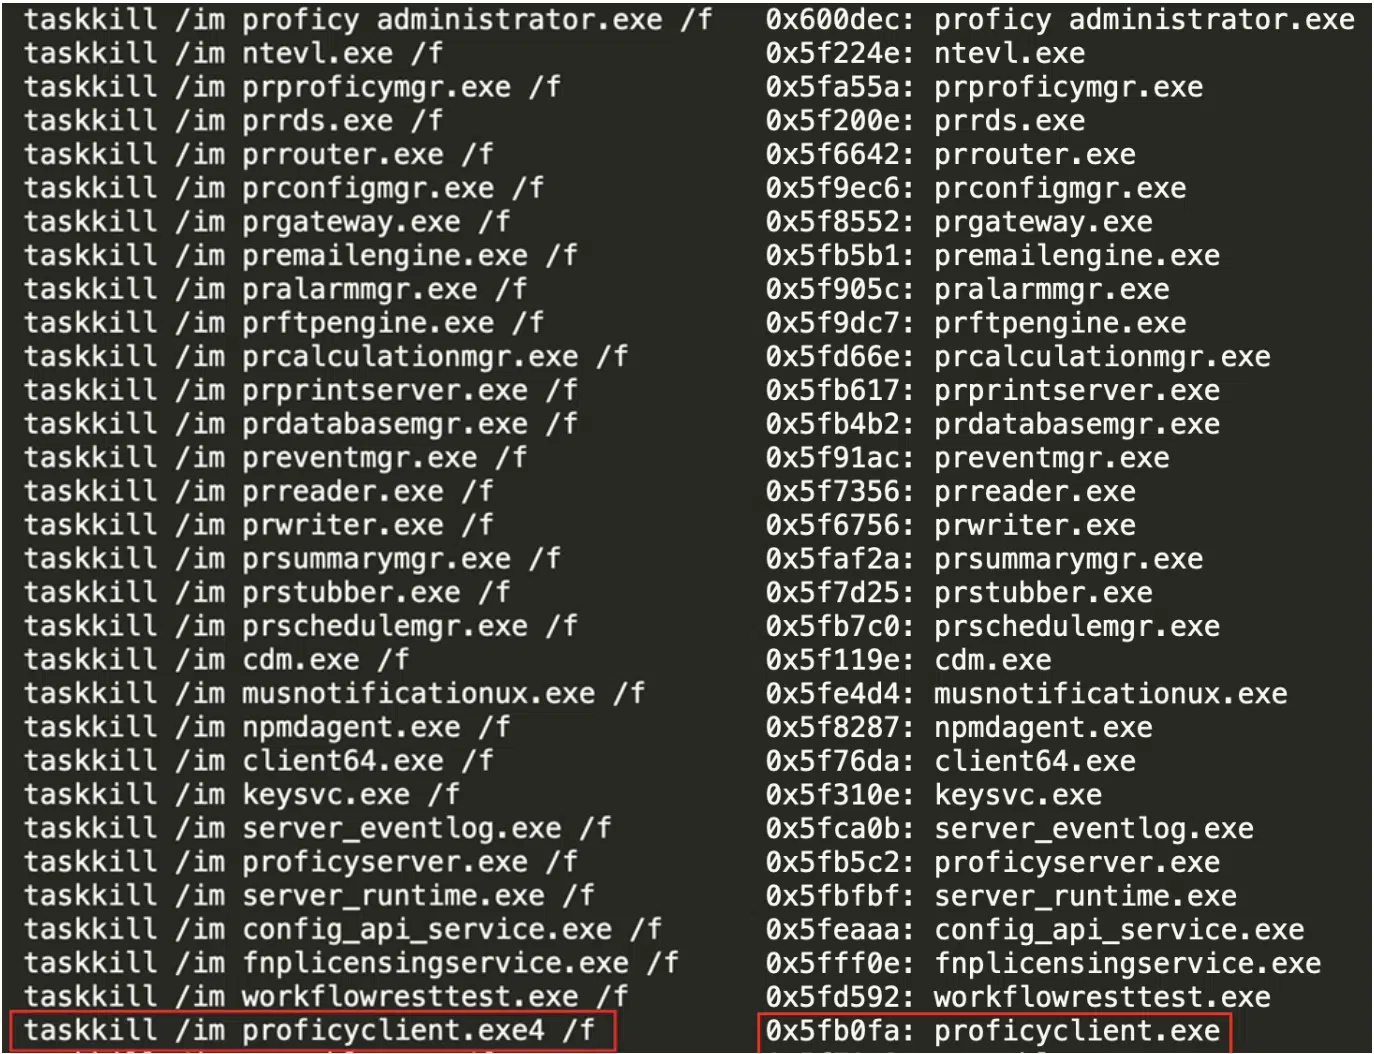 taskkill /im proficy administrator.exe /f 0x600dec: proficy administrator.exe
taskkill /im ntevl.exe /f 0x5f224e: ntevl.exe
taskkill /im prproficymgr.exe /f 0x5fa55a: prproficymgr.exe
taskkill /im prrds.exe /f 0x5f200e: prrds.exe
taskkill /im prrouter.exe /f 0x5f6642: prrouter.exe
taskkill /im prconfigmgr.exe /f 0x5f9ec6: prconfigmgr.exe
taskkill /im prgateway.exe /f 0x5f8552: prgateway.exe
taskkill /im premailengine.exe /f 0x5fb5b1: premailengine.exe
taskkill /im pralarmmgr.exe /f 0x5f905c: pralarmmgr.exe
taskkill /im prftpengine.exe /f 0x5f9dc7: prftpengine.exe
taskkill /im prcalculationmgr.exe /f 0x5fd66e: prcalculationmgr.exe
taskkill /im prprintserver.exe /f 0x5fb617: prprintserver.exe
taskkill /im prdatabasemgr.exe /f 0x5fb4b2: prdatabasemgr.exe
taskkill /im preventmgr.exe /f 0x5f91ac: preventmgr.exe
taskkill /im prreader.exe /f 0x5f7356: prreader.exe
taskkill /im prwriter.exe /f 0x5f6756: prwriter.exe
taskkill /im prsummarymgr.exe /f 0x5faf2a: prsummarymgr.exe
taskkill /im prstubber.exe /f 0x5f7d25: prstubber.exe
taskkill /im prschedulemgr.exe /f 0x5fb7c0: prschedulemgr.exe
taskkill /im cdm.exe /f 0x5f119e: cdm.exe
taskkill /im musnotificationux.exe /f 0x5fe4d4: musnotificationux.exe
taskkill /im npmdagent.exe /f 0x5f8287: npmdagent.exe
taskkill /im client64.exe /f 0x5f76da: client64.exe
taskkill /im keysvc.exe /f 0x5f310e: keysvc.exe
taskkill /im server_eventlog.exe /f 0x5fca0b: server_eventlog.exe
taskkill /im proficyserver.exe /f 0x5fb5c2: proficyserver.exe
taskkill /im server_runtime.exe /f 0x5fbfbf: server_runtime.exe
taskkill /im config_api_service.exe /f 0x5feaaa: config_api_service.exe
taskkill /im fnplicensingservice.exe /f 0x5fff0e: fnplicensingservice.exe
taskkill /im workflowresttest.exe /f 0x5fd592: workflowresttest.exe
taskkill /im proficyclient.exe4 /f 0x5fb0fa: proficyclient.exe